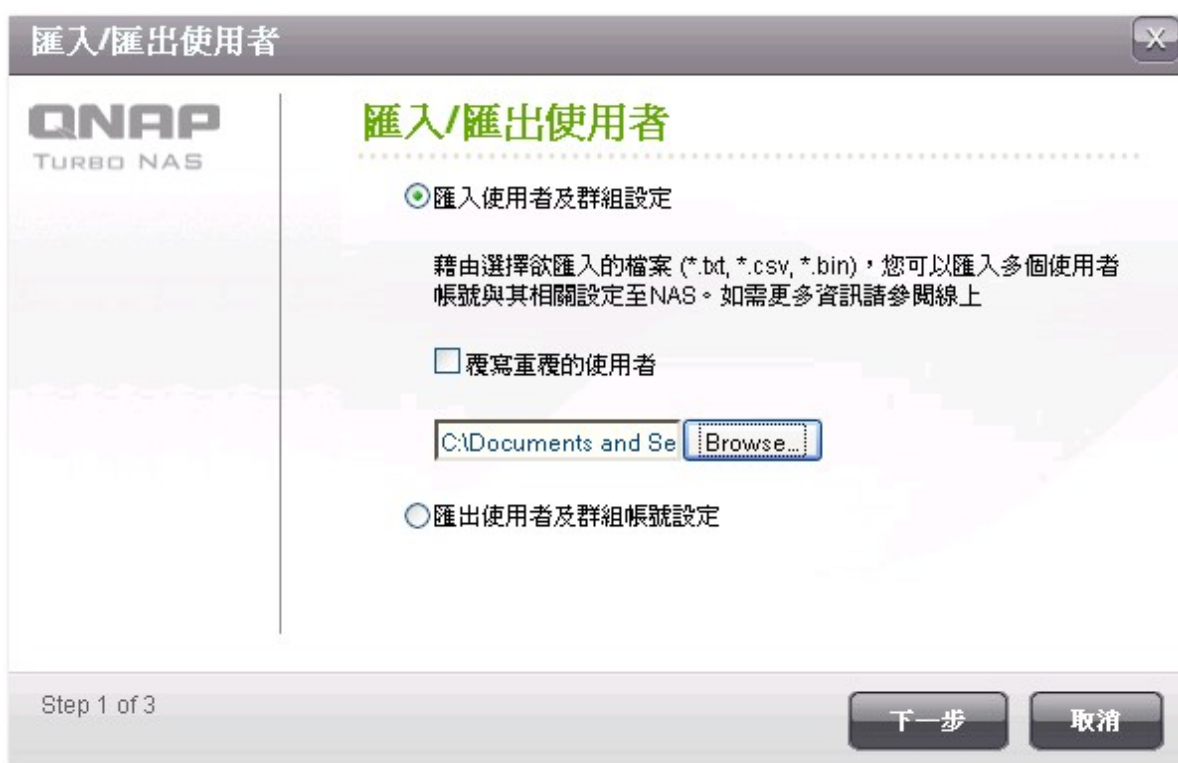 匯入/匯出使用者
X
QNAP
TURBO NAS
匯入/匯出使用者
匯入使用者及群組設定
藉由選擇欲匯入的檔案 (*.txt, *.csv, *.bin)，您可以匯入多個使用者
帳號與其相關設定至NAS。如需更多資訊請參閱線上
覆寫重覆的使用者
C:\Documents and Se Browse...
匯出使用者及群組帳號設定
Step 1 of 3
下一步 取消